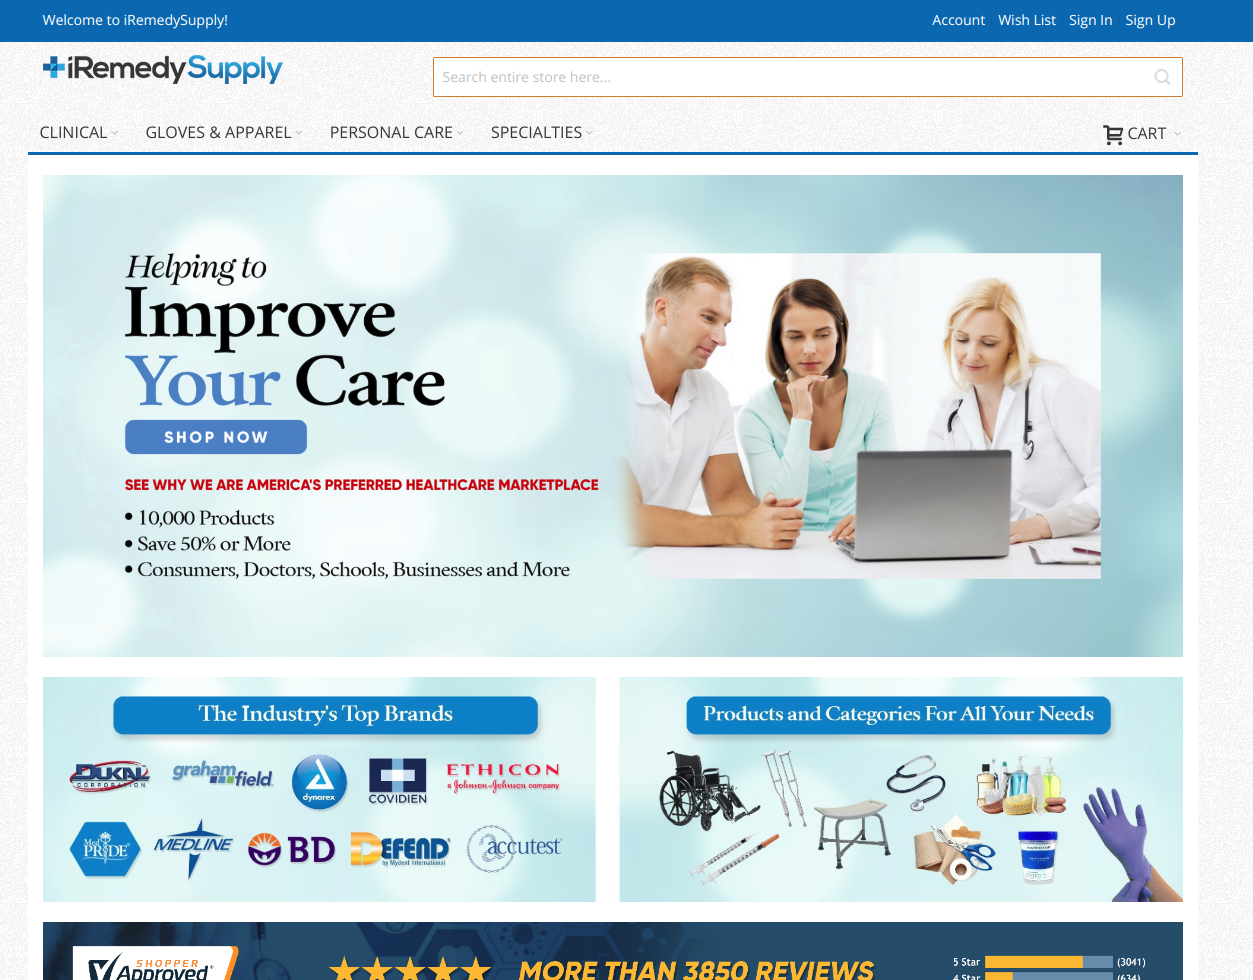 Welcome to iRemedySupply!
Account Wish List Sign In Sign Up
iRemedySupply
Search entire store here...
CLINICAL GLOVES & APPAREL PERSONAL CARE SPECIALTIES
CART
Helping to
Improve
Your Care
SHOP NOW
SEE WHY WE ARE AMERICA'S PREFERRED HEALTHCARE MARKETPLACE
• 10,000 Products
• Save 50% or More
• Consumers, Doctors, Schools, Businesses and More
The Industry's Top Brands
DUKAL
CORPORATION
grahamfield
dynarex
COVIDIEN
ETHICON
a Johnson-Johnson company
Med
PRIDE
MEDLINE
BD
DEFEND
by Mydent International
accutest
Products and Categories For All Your Needs
SHOPPER
Approved
MORE THAN 3850 REVIEWS
5 Star (3041)
4 Star (634)